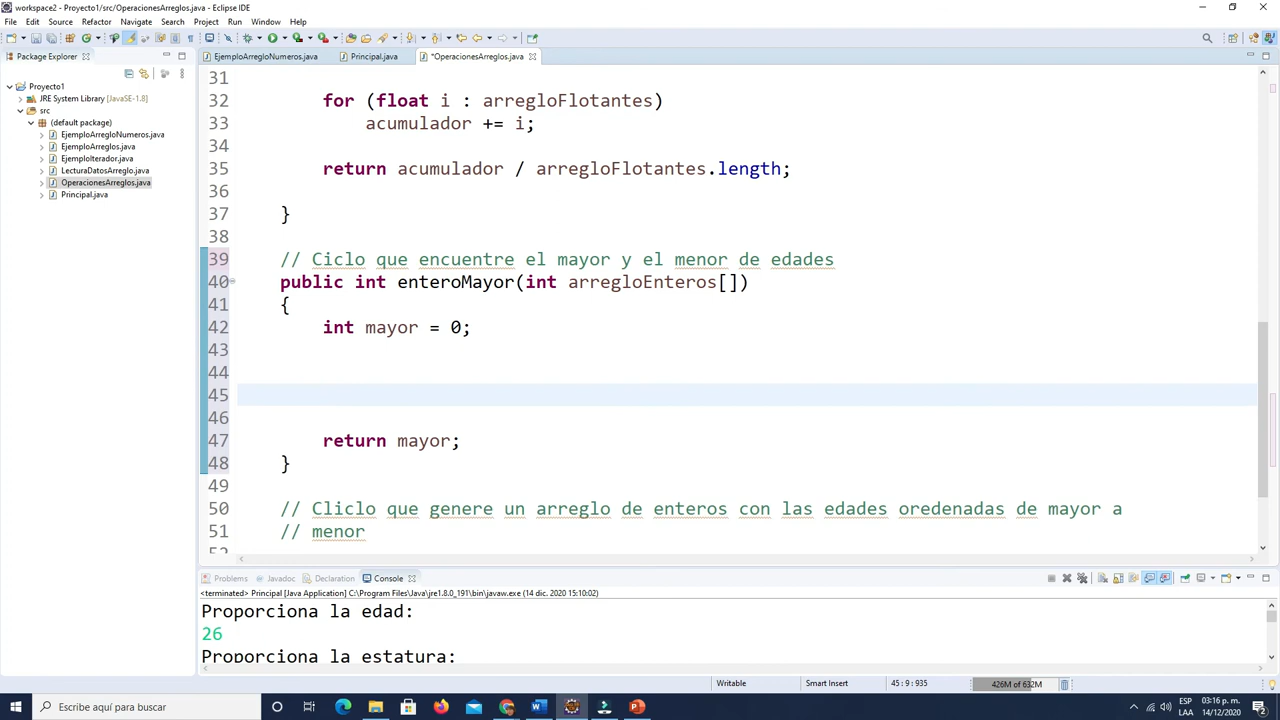 workspace2 - Proyecto1/src/OperacionesArreglos.java - Eclipse IDE
File Edit Source Refactor Navigate Search Project Run Window Help
Package Explorer
EjemploArregloNumeros.java Principal.java *OperacionesArreglos.java
Proyecto1
JRE System Library [JavaSE-1.8]
src
(default package)
EjemploArregloNumeros.java
EjemploArreglos.java
EjemploIterador.java
LecturaDatosArreglo.java
OperacionesArreglos.java
Principal.java
31
32 for (float i : arregloFlotantes)
33 acumulador += i;
34
35 return acumulador / arregloFlotantes.length;
36
37 }
38
39 // Ciclo que encuentre el mayor y el menor de edades
40 public int enteroMayor(int arregloEnteros[])
41 {
42 int mayor = 0;
43
44
45
46
47 return mayor;
48 }
49
50 // Cliclo que genere un arreglo de enteros con las edades oredenadas de mayor a
51 // menor
52
Problems Javadoc Declaration Console
<terminated> Principal [Java Application] C:\Program Files\Java\jre1.8.0_191\bin\javaw.exe (14 dic. 2020 15:10:02)
Proporciona la edad:
26
Proporciona la estatura:
Writable Smart Insert 45 : 9 : 935 426M of 632M
Escribe aquí para buscar
ESP 03:16 p. m.
LAA 14/12/2020
2